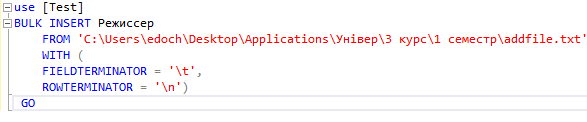 use [Test]
BULK INSERT Режиссер
FROM 'C:\Users\edoch\Desktop\Applications\Універ\3 курс\1 семестр\addfile.txt'
WITH (
FIELDTERMINATOR = '\t',
ROWTERMINATOR = '\n')
GO